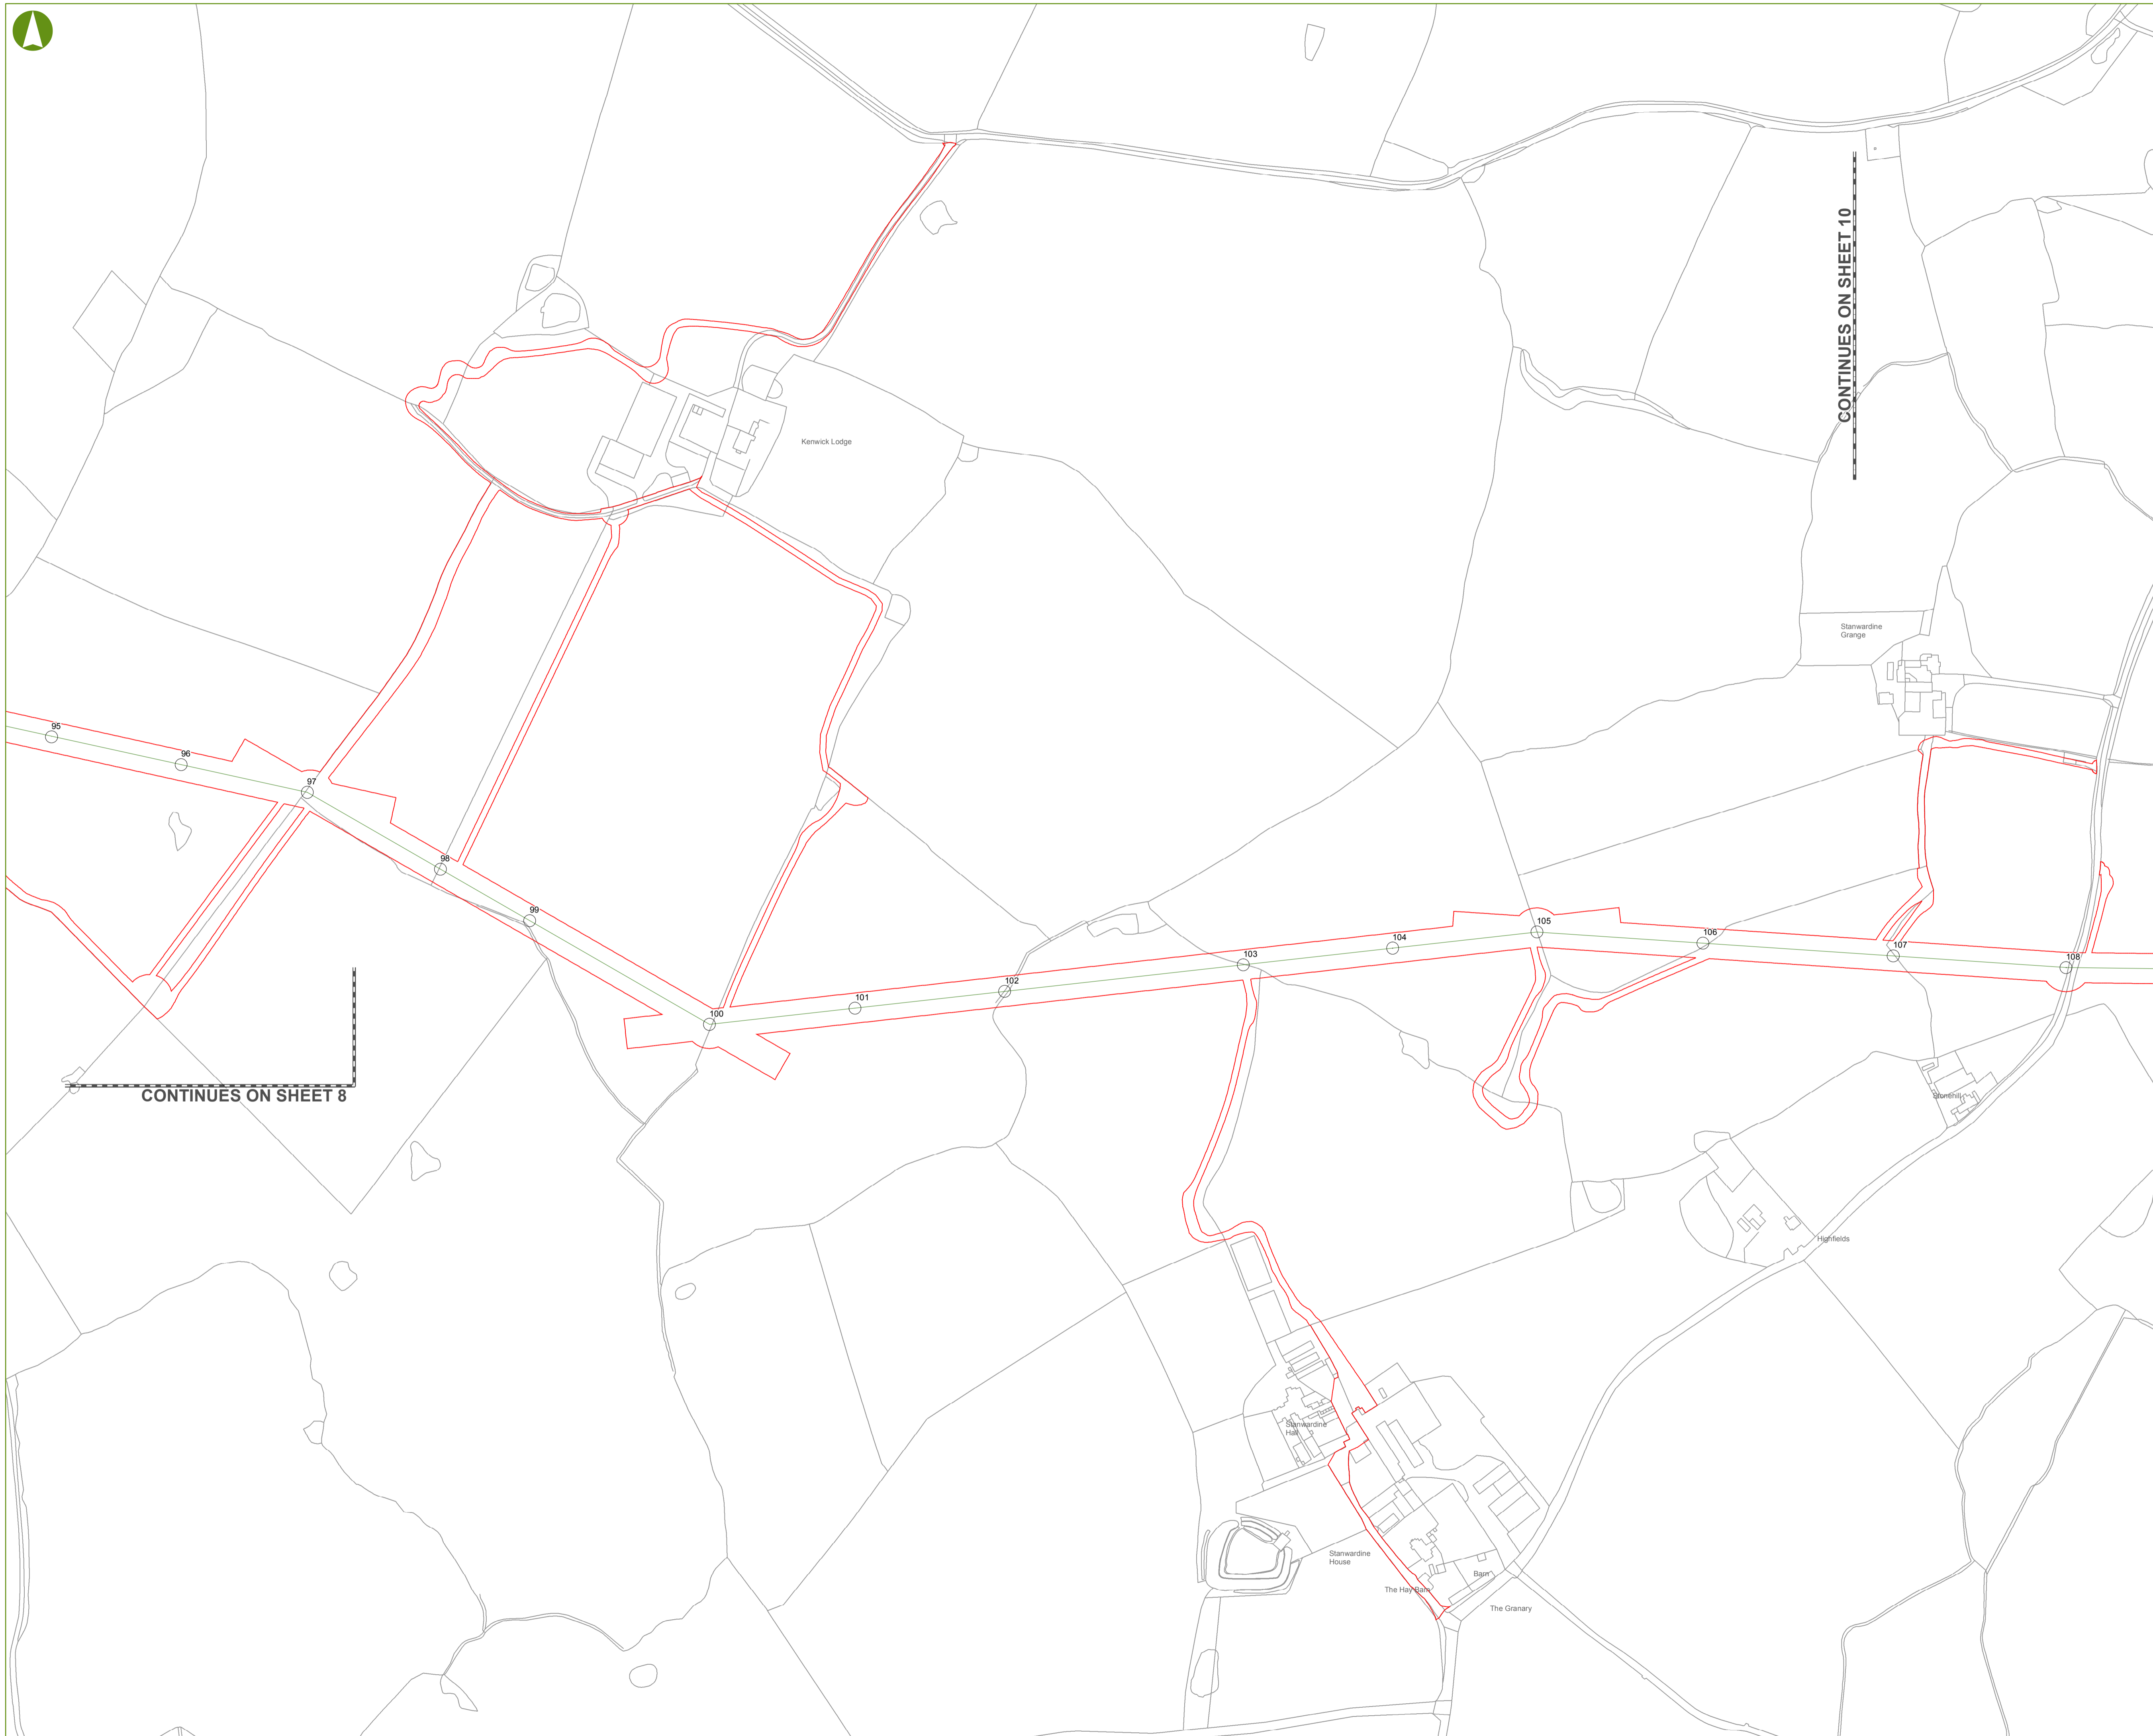 CONTINUES ON SHEET 10
Kenwick Lodge
Stanwardine
Grange
95
96
97
98
99
100
101
102
103
104
105
106
107
108
CONTINUES ON SHEET 8
Stonehill
Highfields
Stanwardine
Hall
Stanwardine
House
Barn
The Hay Barn
The Granary